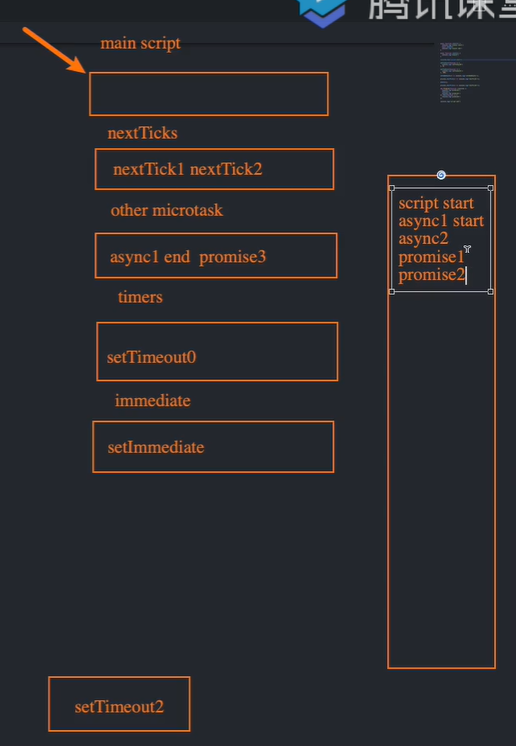 腾讯课堂
main script
nextTicks
nextTick1 nextTick2
other microtask
async1 end promise3
timers
setTimeout0
immediate
setImmediate
setTimeout2
script start
async1 start
async2
promise1
promise2